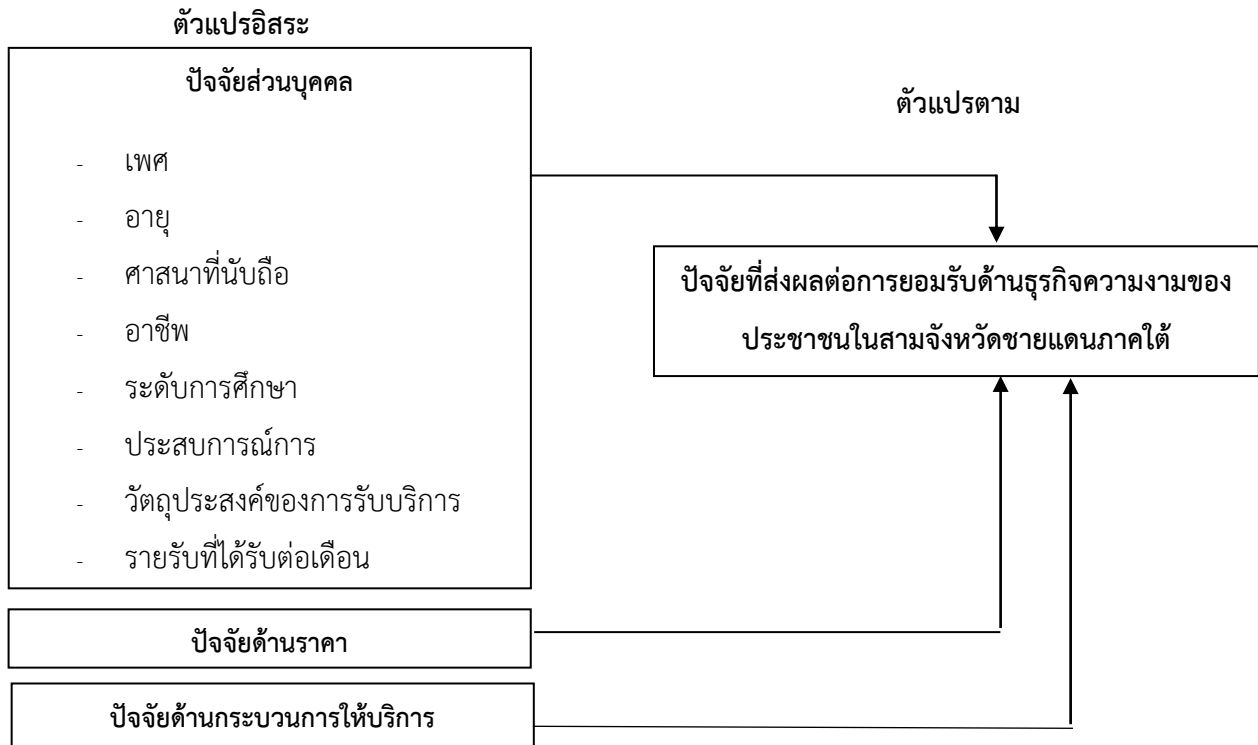 ตัวแปรอิสระ
ปัจจัยส่วนบุคคล
- เพศ
- อายุ
- ศาสนาที่นับถือ
- อาชีพ
- ระดับการศึกษา
- ประสบการณ์การ
- วัตถุประสงค์ของการรับบริการ
- รายรับที่ได้รับต่อเดือน
ปัจจัยด้านราคา
ปัจจัยด้านกระบวนการให้บริการ
ตัวแปรตาม
ปัจจัยที่ส่งผลต่อการยอมรับด้านธุรกิจความงามของ
ประชาชนในสามจังหวัดชายแดนภาคใต้